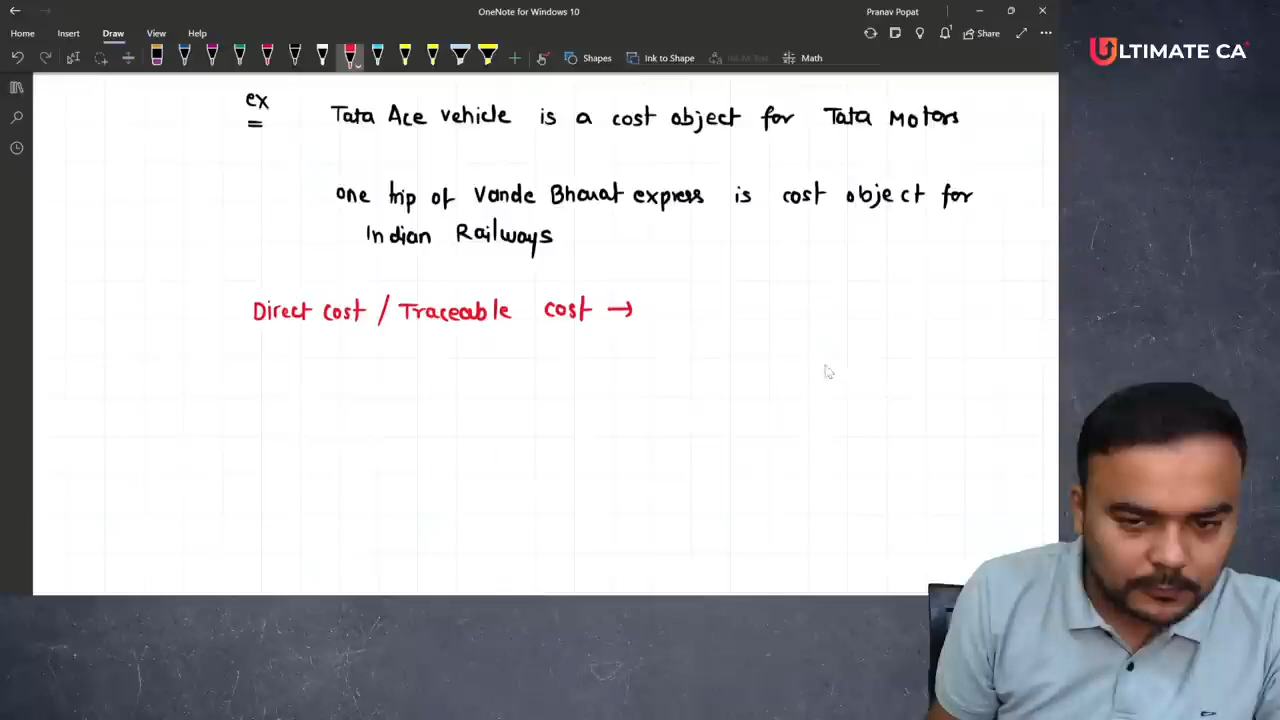 OneNote for Windows 10
Pranav Popat
ULTIMATE CA
Home Insert Draw View Help
Share
Shapes Ink to Shape Math
ex
Tata Ace vehicle is a cost object for Tata Motors
one trip of Vande Bharat express is cost object for
Indian Railways
Direct cost / Traceable cost →